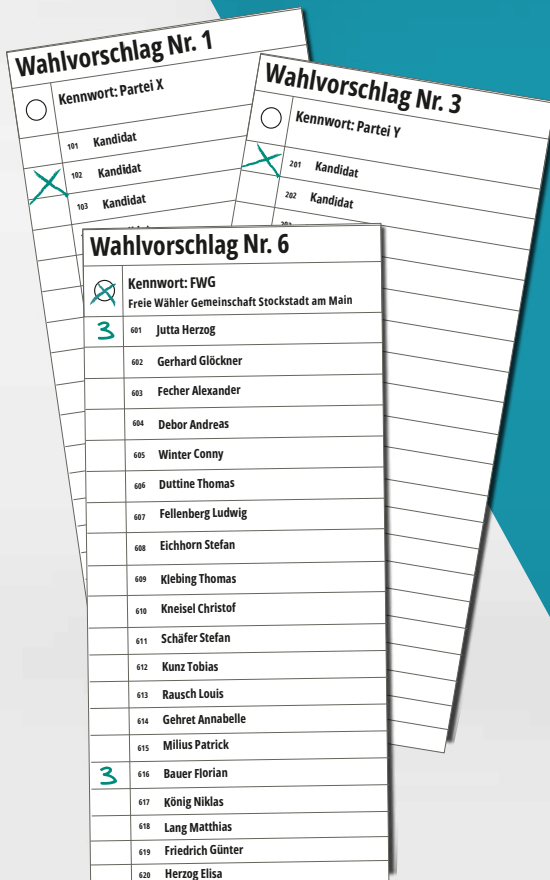 Wahlvorschlag Nr. 1
Kennwort: Partei X
101 Kandidat
102 Kandidat
103 Kandidat
Wahlvorschlag Nr. 3
Kennwort: Partei Y
201 Kandidat
202 Kandidat
Wahlvorschlag Nr. 6
Kennwort: FWG
Freie Wähler Gemeinschaft Stockstadt am Main
3 601 Jutta Herzog
602 Gerhard Glöckner
603 Fecher Alexander
604 Debor Andreas
605 Winter Conny
606 Duttine Thomas
607 Fellenberg Ludwig
608 Eichhorn Stefan
609 Klebing Thomas
610 Kneisel Christof
611 Schäfer Stefan
612 Kunz Tobias
613 Rausch Louis
614 Gehret Annabelle
615 Milius Patrick
3 616 Bauer Florian
617 König Niklas
618 Lang Matthias
619 Friedrich Günter
620 Herzog Elisa